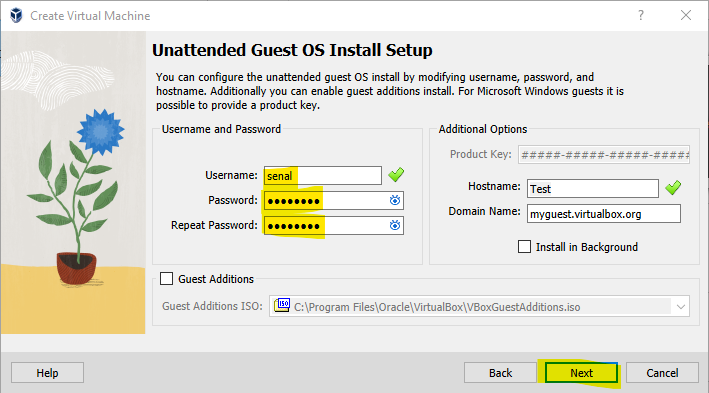 Create Virtual Machine
?
Unattended Guest OS Install Setup
You can configure the unattended guest OS install by modifying username, password, and
hostname. Additionally you can enable guest additions install. For Microsoft Windows guests it is
possible to provide a product key.
Username and Password
Username: senal
Password: ●●●●●●●●
Repeat Password: ●●●●●●●●
Additional Options
Product Key: #####-#####-#####-#####
Hostname: Test
Domain Name: myguest.virtualbox.org
Install in Background
Guest Additions
Guest Additions ISO: ISO C:\Program Files\Oracle\VirtualBox\VBoxGuestAdditions.iso
Help
Back
Next
Cancel